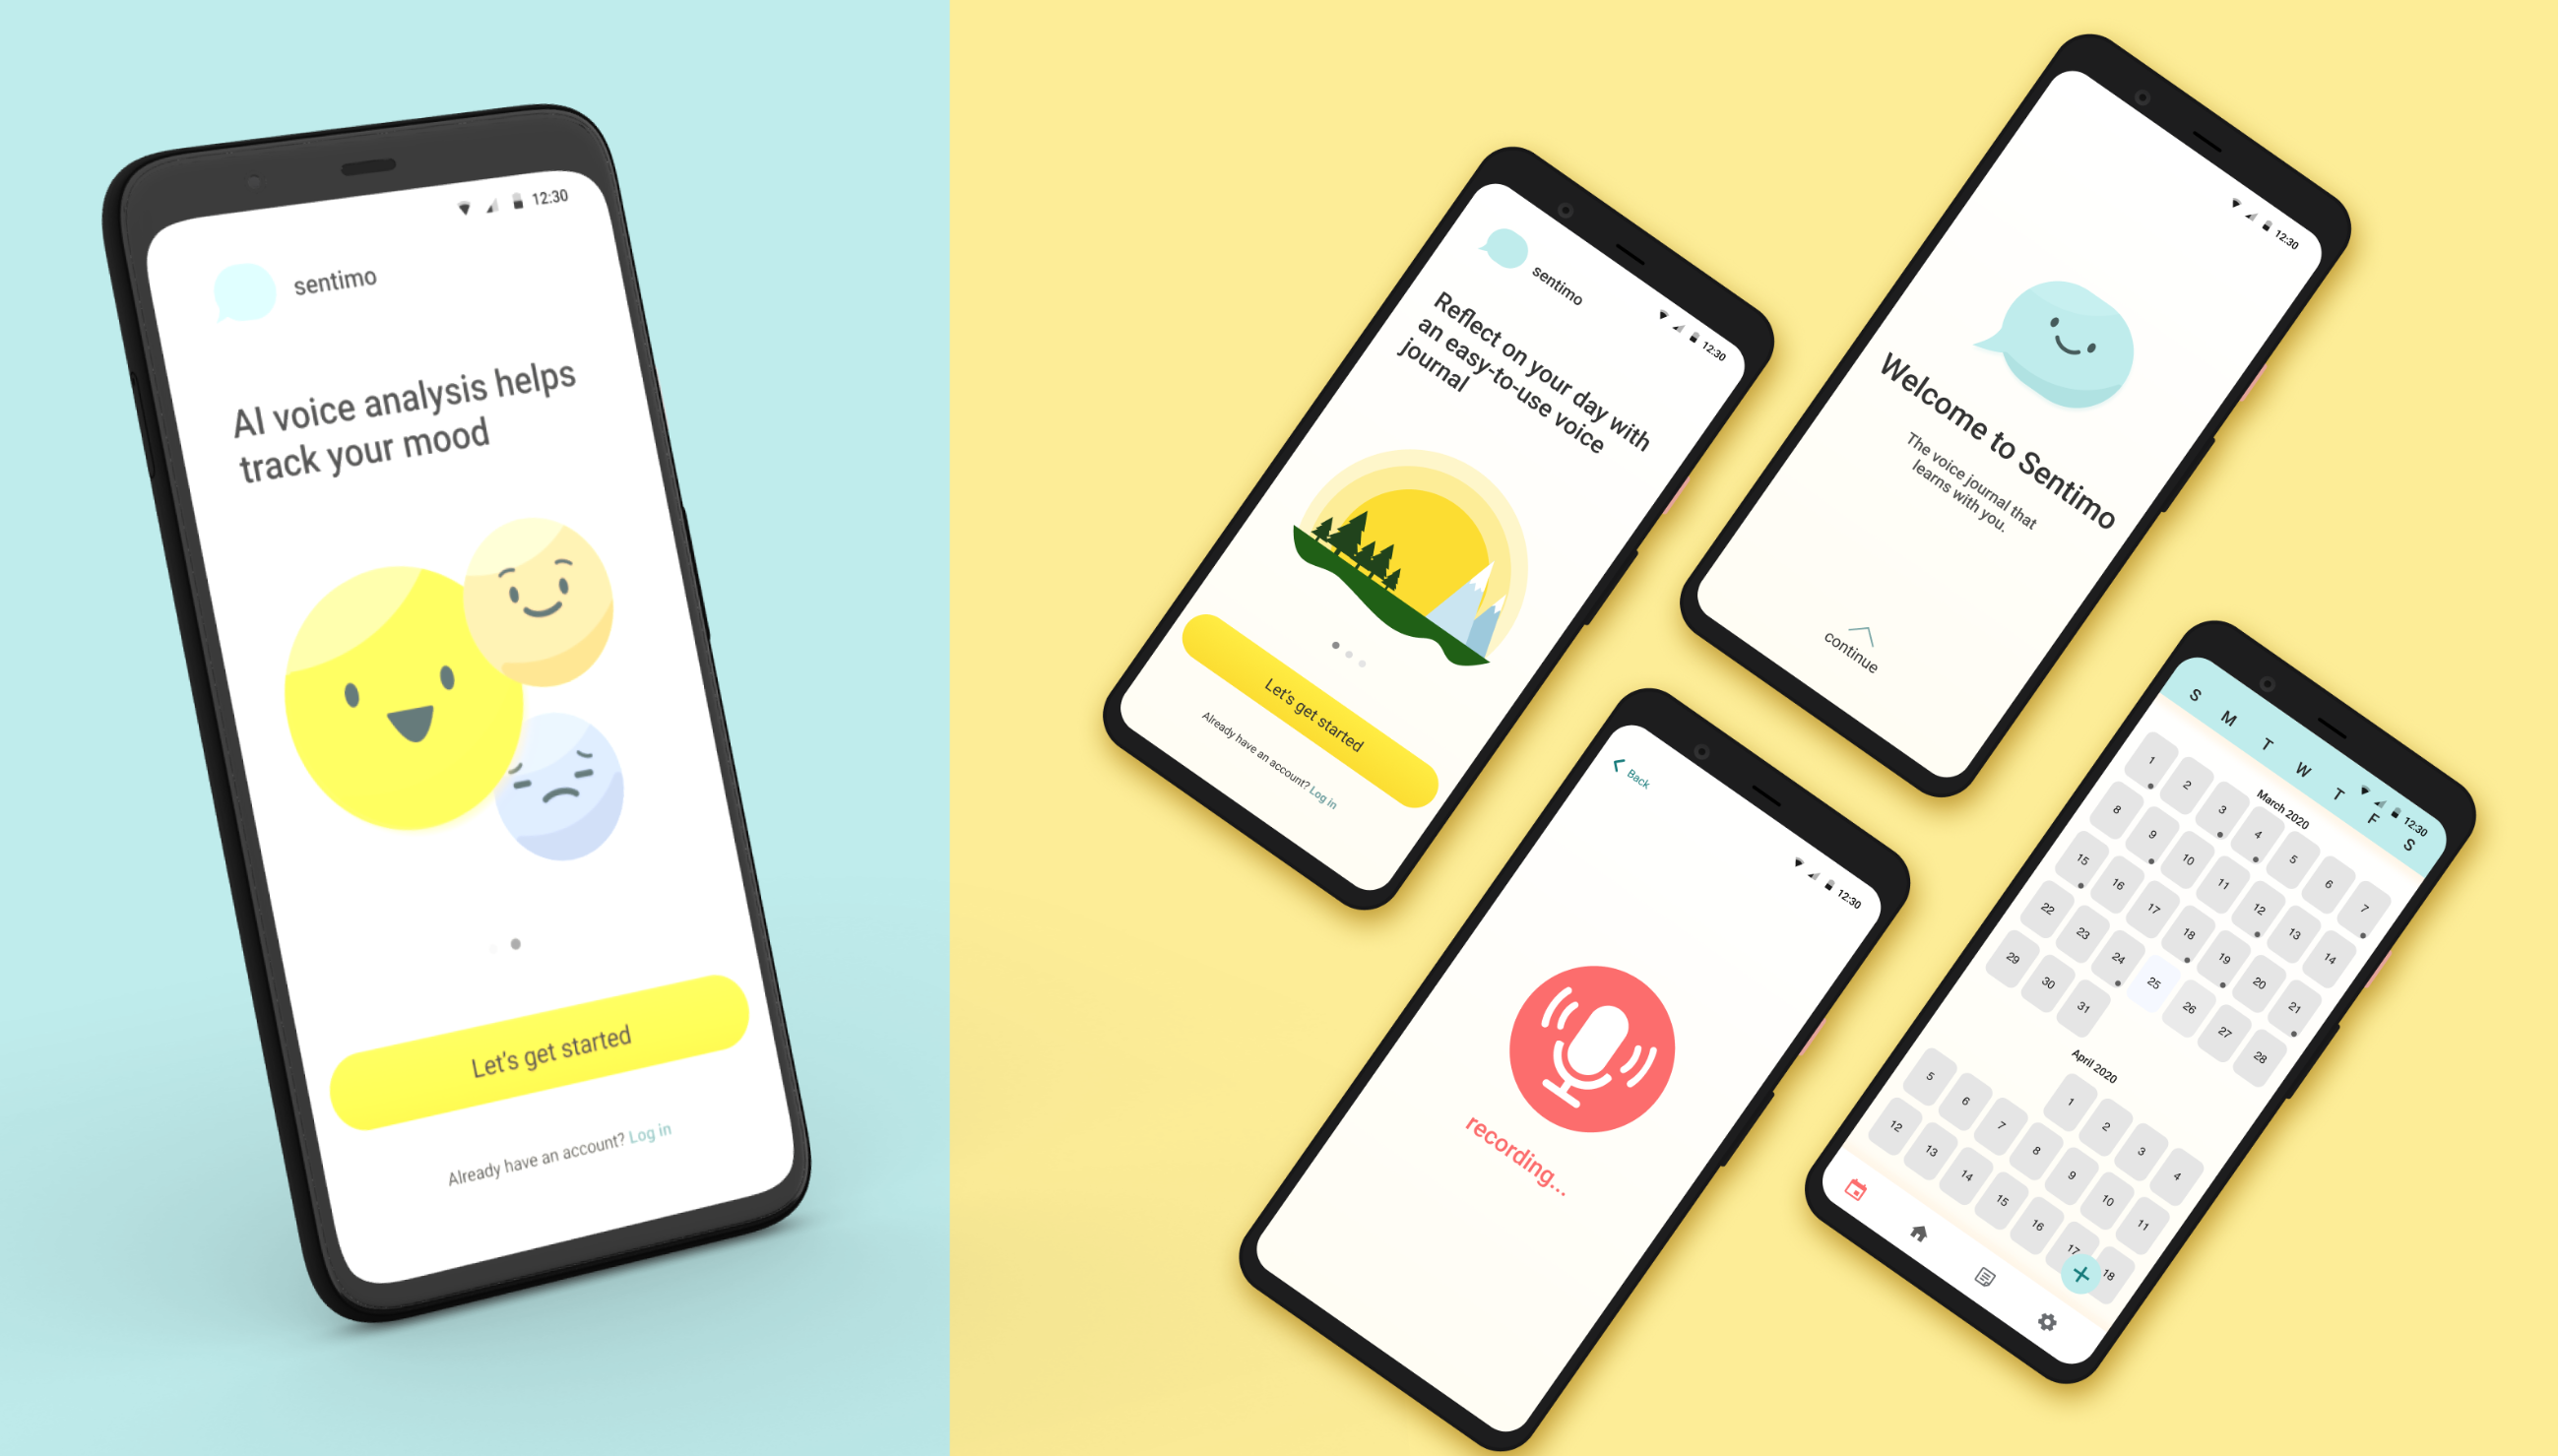 12:30
sentimo
AI voice analysis helps
track your mood
Let's get started
Already have an account? Log in
12:30
sentimo
Reflect on your day with
an easy-to-use voice
journal
Let's get started
Already have an account? Log in
12:30
Welcome to Sentimo
The voice journal that
learns with you.
continue
Back
12:30
recording...
12:30
S M T W T F S
March 2020
1 2 3 4 5 6 7
8 9 10 11 12 13 14
15 16 17 18 19 20 21
22 23 24 25 26 27 28
29 30 31
April 2020
1 2 3 4
5 6 7 8 9 10 11
12 13 14 15 16 17 18